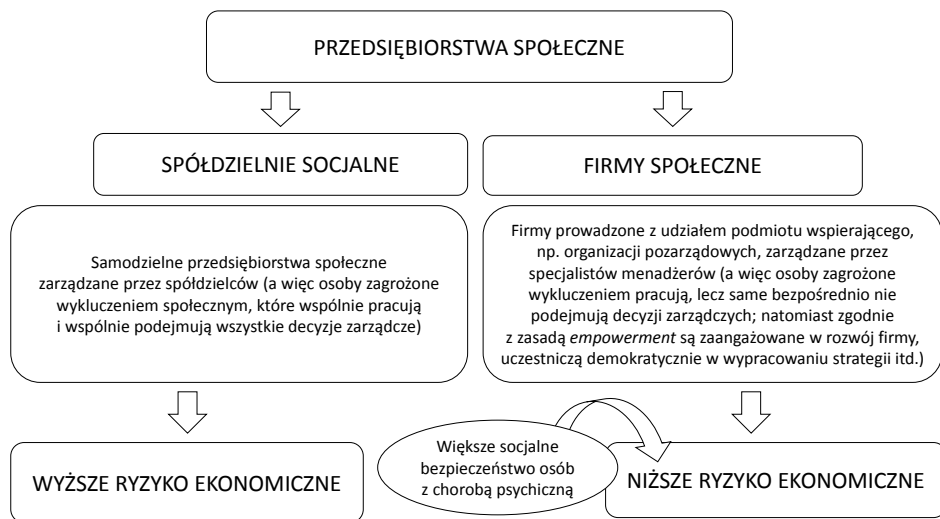 PRZEDSIĘBIORSTWA SPOŁECZNE
SPÓŁDZIELNIE SOCJALNE
FIRMY SPOŁECZNE
Samodzielne przedsiębiorstwa społeczne
zarządzane przez spółdzielców (a więc osoby zagrożone
wykluczeniem społecznym, które wspólnie pracują
i wspólnie podejmują wszystkie decyzje zarządcze)
Firmy prowadzone z udziałem podmiotu wspierającego,
np. organizacji pozarządowych, zarządzane przez
specjalistów menadżerów (a więc osoby zagrożone
wykluczeniem pracują, lecz same bezpośrednio nie
podejmują decyzji zarządczych; natomiast zgodnie
z zasadą empowerment są zaangażowane w rozwój firmy,
uczestniczą demokratycznie w wypracowaniu strategii itd.)
WYŻSZE RYZYKO EKONOMICZNE
Większe socjalne
bezpieczeństwo osób
z chorobą psychiczną
NIŻSZE RYZYKO EKONOMICZNE